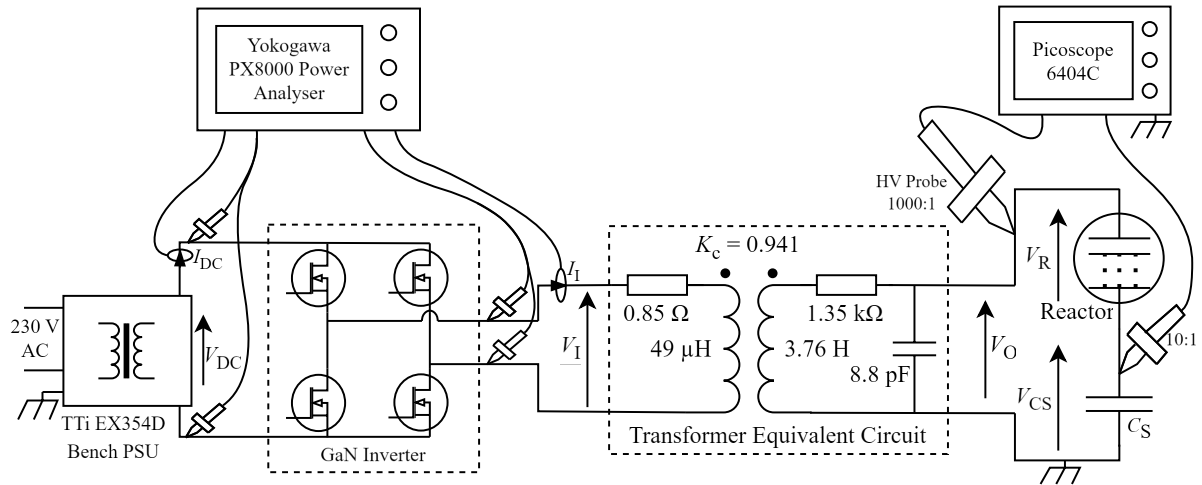 Yokogawa
PX8000 Power
Analyser
Picoscope
6404C
HV Probe
1000:1
I_DC
230 V
AC
V_DC
TTi EX354D
Bench PSU
GaN Inverter
I_I
V_I
K_c = 0.941
0.85 Ω
49 µH
1.35 kΩ
3.76 H
8.8 pF
Transformer Equivalent Circuit
V_O
V_R
Reactor
10:1
V_CS
C_S